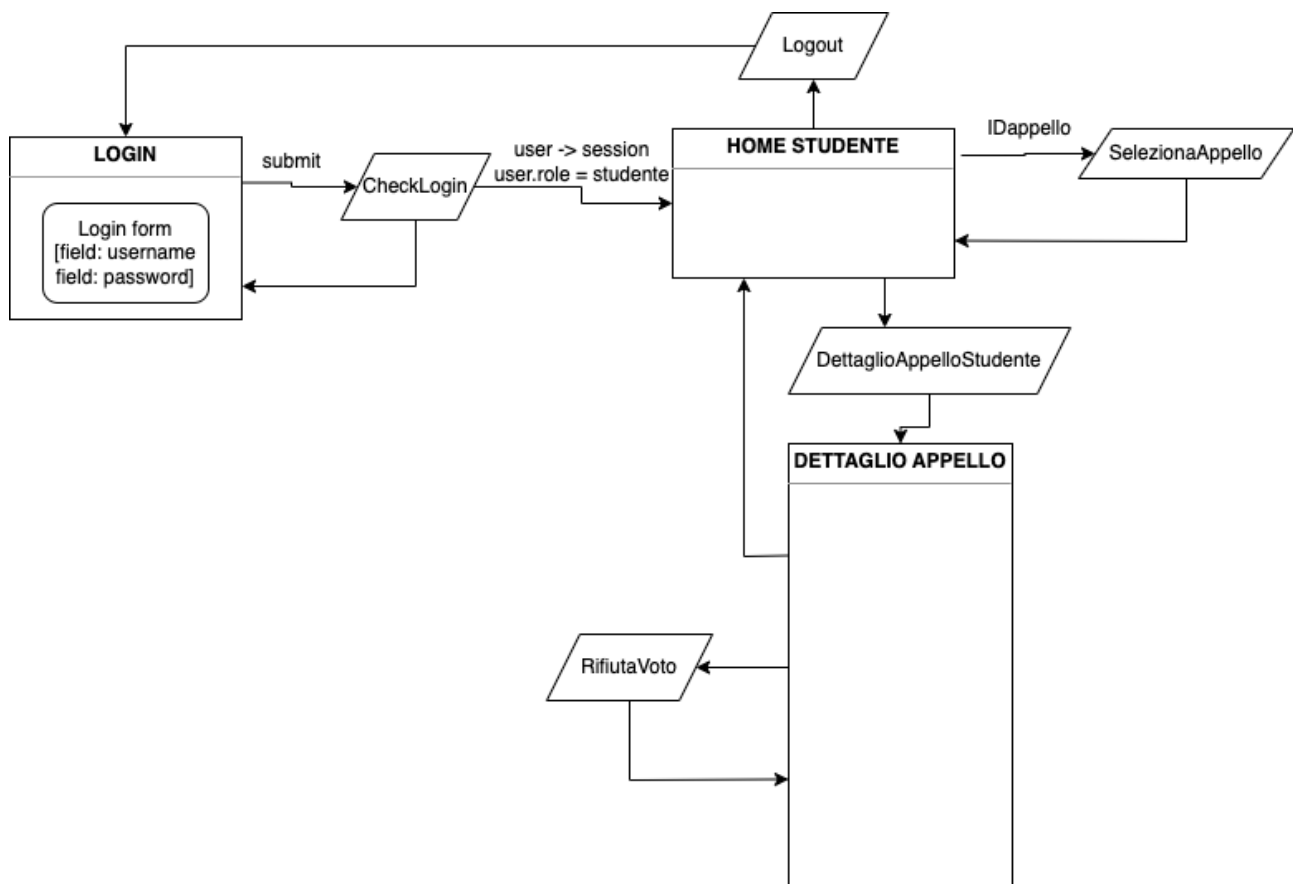 Logout
LOGIN
submit
CheckLogin
user -> session
user.role = studente
HOME STUDENTE
IDappello
SelezionaAppello
Login form
[field: username
field: password]
DettaglioAppelloStudente
DETTAGLIO APPELLO
RifiutaVoto